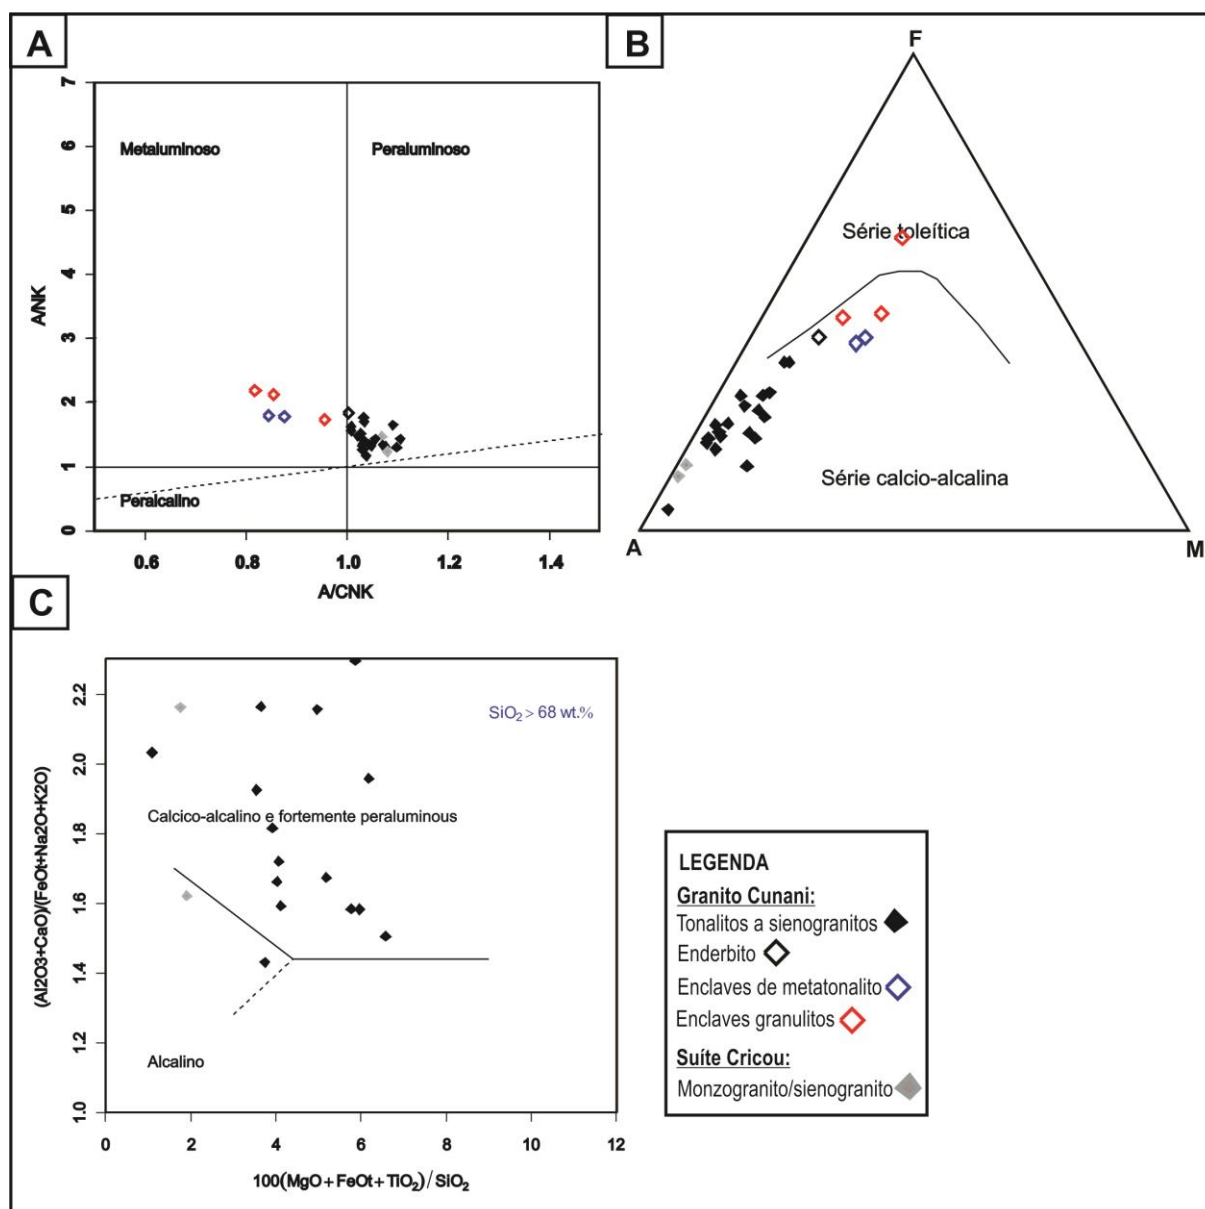 A
7
6
5
4
3
2
1
0
A/NK
Metaluminoso
Peraluminoso
Peralcalino
0.6
0.8
1.0
1.2
1.4
A/CNK
B
F
Série toleítica
Série calcio-alcalina
A
M
C
2.2
2.0
1.8
1.6
1.4
1.2
1.0
(Al2O3+CaO)/(FeOt+Na2O+K2O)
SiO₂ > 68 wt.%
Calcico-alcalino e fortemente peraluminous
Alcalino
0
2
4
6
8
10
12
100(MgO + FeOt + TiO₂) / SiO₂
LEGENDA
Granito Cunani:
Tonalitos a sienogranitos
Enderbito
Enclaves de metatonalito
Enclaves granulitos
Suíte Cricou:
Monzogranito/sienogranito